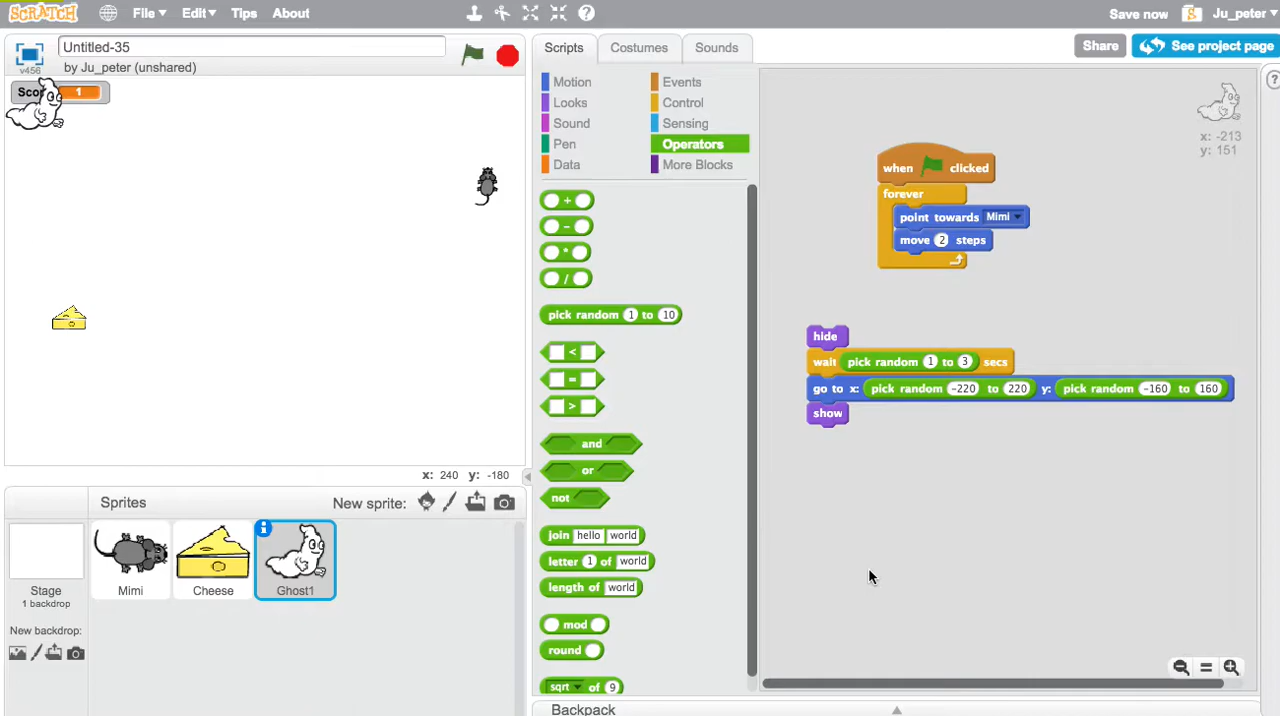 SCRATCH File Edit Tips About Save now Ju_peter
Untitled-35
by Ju_peter (unshared)
v456
Scripts Costumes Sounds
Share See project page
1
Motion Events
Looks Control
Sound Sensing
Pen Operators
Data More Blocks
x: -213
y: 151
+
-
*
/
pick random 1 to 10
<
=
>
and
or
not
join hello world
letter 1 of world
length of world
mod
round
sqrt of 9
when clicked
forever
point towards Mimi
move 2 steps
hide
wait pick random 1 to 3 secs
go to x: pick random -220 to 220 y: pick random -160 to 160
show
x: 240 y: -180
Sprites New sprite:
Stage
1 backdrop
New backdrop:
Mimi
Cheese
Ghost1
Backpack